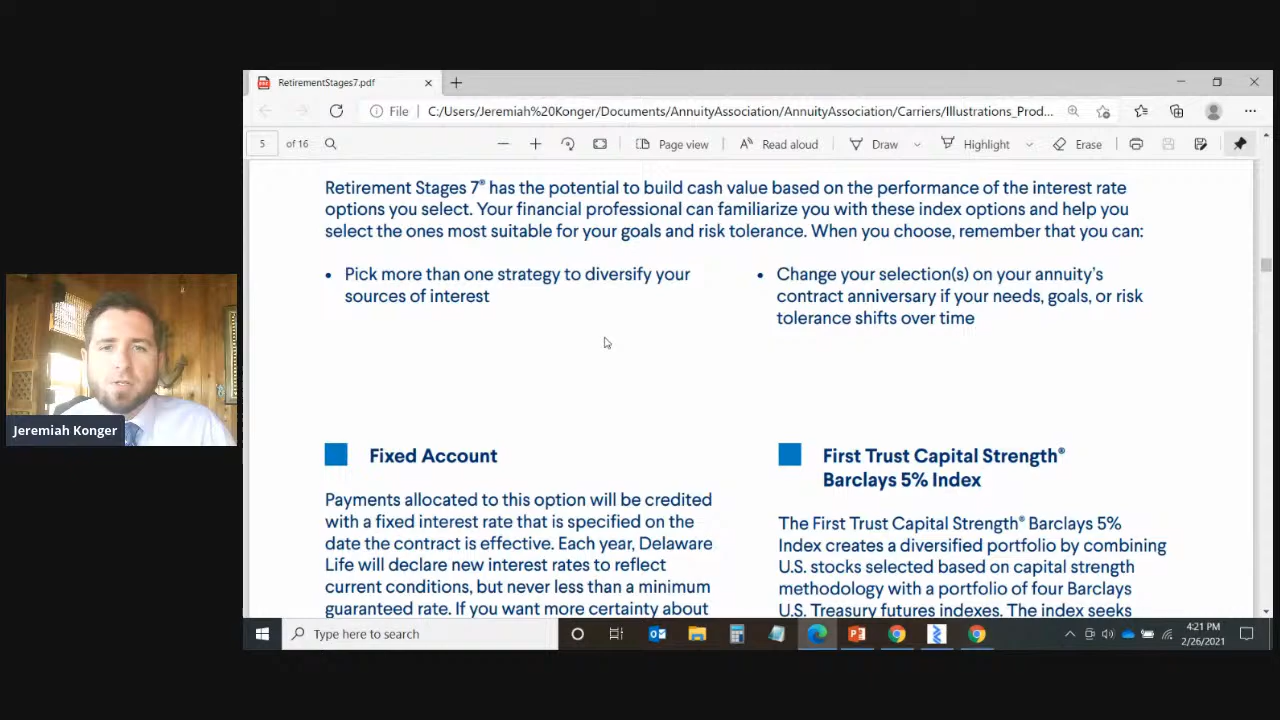 RetirementStages7.pdf
File
C:/Users/Jeremiah%20Konger/Documents/AnnuityAssociation/AnnuityAssociation/Carriers/Illustrations_Prod...
5 of 16
Page view
Read aloud
Draw
Highlight
Erase
Retirement Stages 7® has the potential to build cash value based on the performance of the interest rate
options you select. Your financial professional can familiarize you with these index options and help you
select the ones most suitable for your goals and risk tolerance. When you choose, remember that you can:
• Pick more than one strategy to diversify your
sources of interest
• Change your selection(s) on your annuity's
contract anniversary if your needs, goals, or risk
tolerance shifts over time
Jeremiah Konger
Fixed Account
Payments allocated to this option will be credited
with a fixed interest rate that is specified on the
date the contract is effective. Each year, Delaware
Life will declare new interest rates to reflect
current conditions, but never less than a minimum
guaranteed rate. If you want more certainty about
First Trust Capital Strength®
Barclays 5% Index
The First Trust Capital Strength® Barclays 5%
Index creates a diversified portfolio by combining
U.S. stocks selected based on capital strength
methodology with a portfolio of four Barclays
U.S. Treasury futures indexes. The index seeks
Type here to search
4:21 PM
2/26/2021